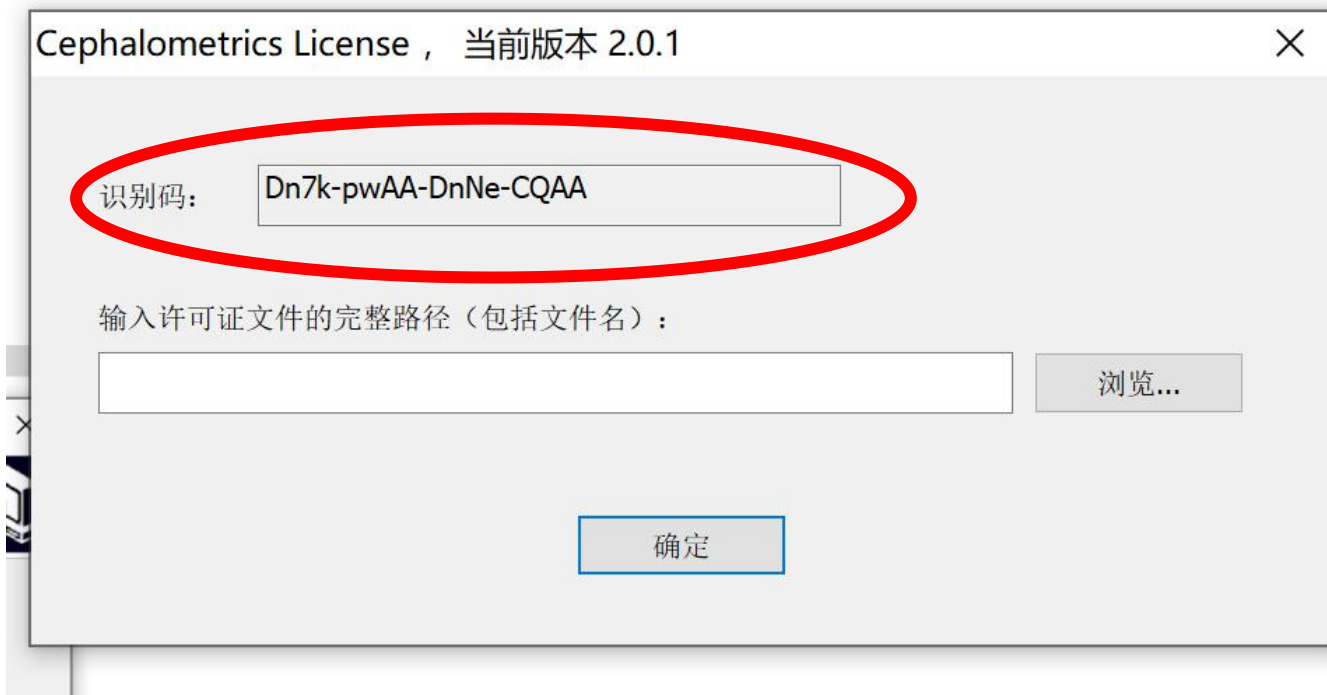 Cephalometrics License， 当前版本 2.0.1
识别码：
Dn7k-pwAA-DnNe-CQAA
输入许可证文件的完整路径（包括文件名）：
浏览...
确定